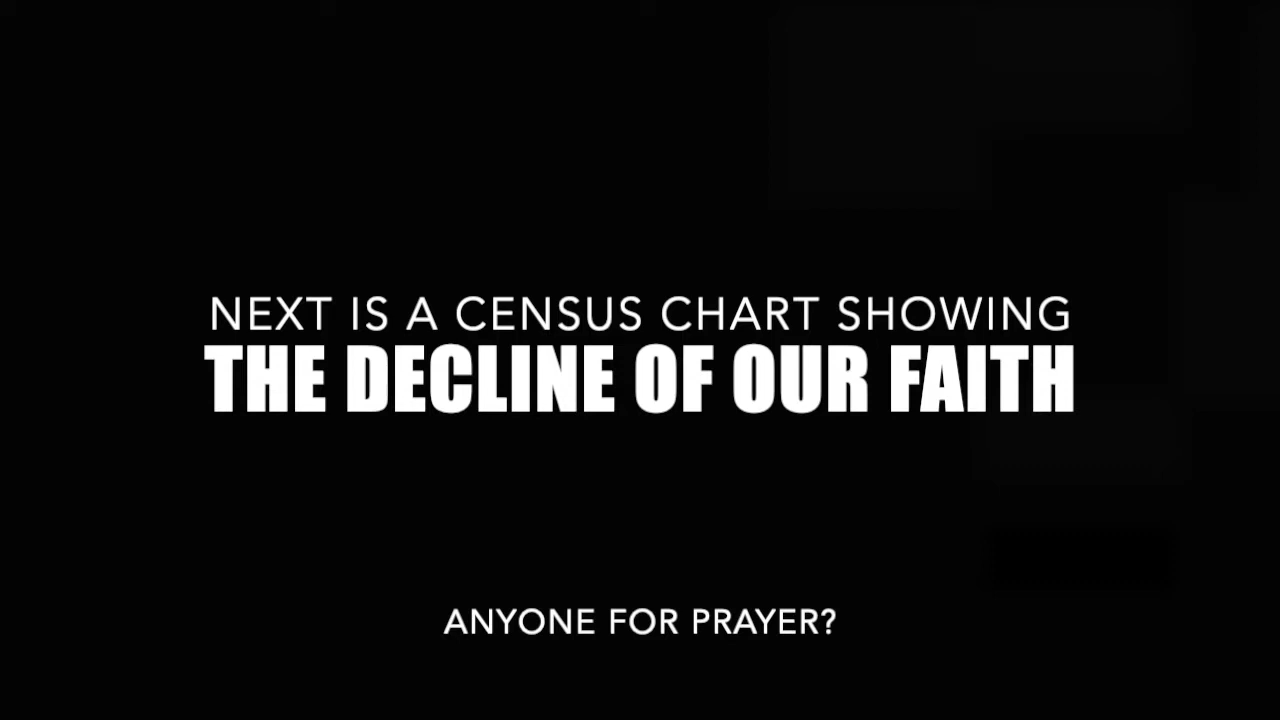 NEXT IS A CENSUS CHART SHOWING
THE DECLINE OF OUR FAITH
ANYONE FOR PRAYER?